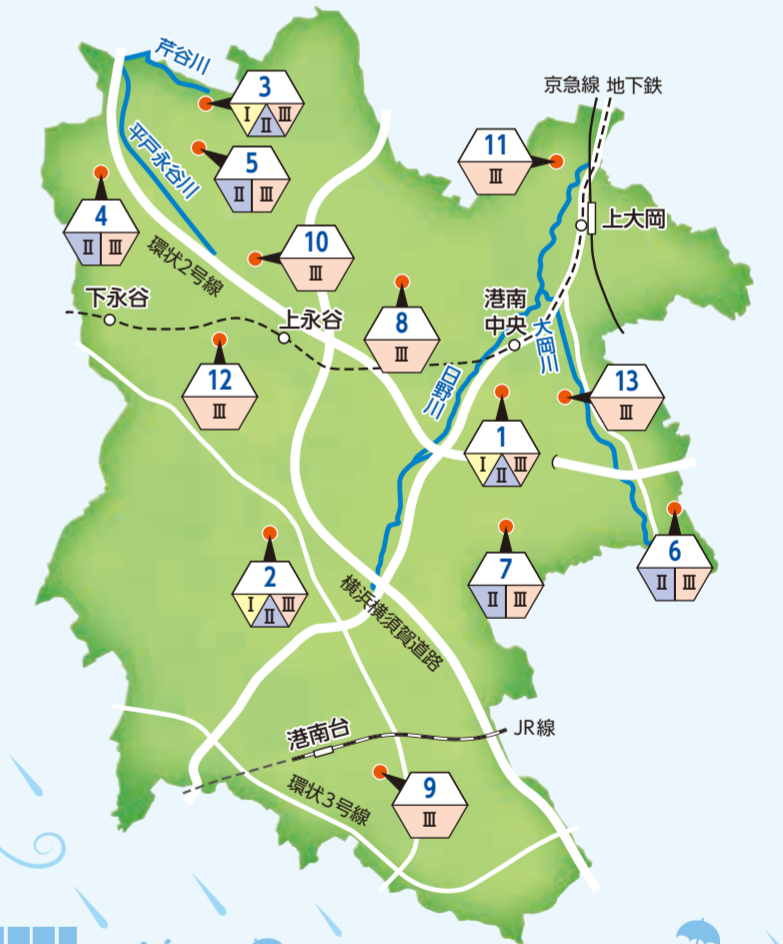 芹谷川
3
Ⅰ Ⅱ Ⅲ
京急線 地下鉄
平戸永谷川
5
Ⅱ Ⅲ
11
Ⅲ
4
Ⅱ Ⅲ
上大岡
環状2号線
10
Ⅲ
下永谷
上永谷
8
Ⅲ
港南
中央
大岡川
12
Ⅲ
日野川
13
Ⅲ
1
Ⅰ Ⅱ Ⅲ
2
Ⅰ Ⅱ Ⅲ
7
Ⅱ Ⅲ
6
Ⅱ Ⅲ
横浜横須賀道路
港南台
JR線
環状3号線
9
Ⅲ